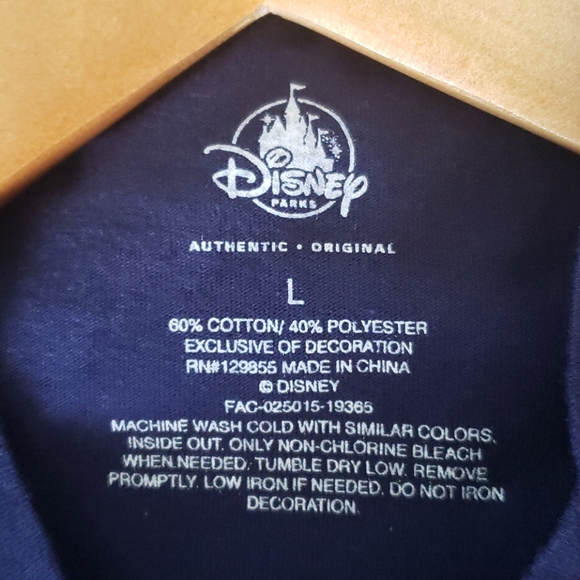 Disney
PARKS
AUTHENTIC • ORIGINAL
L
60% COTTON/ 40% POLYESTER
EXCLUSIVE OF DECORATION
RN#129855 MADE IN CHINA
© DISNEY
FAC-025015-19365
MACHINE WASH COLD WITH SIMILAR COLORS.
INSIDE OUT. ONLY NON-CHLORINE BLEACH
WHEN NEEDED. TUMBLE DRY LOW. REMOVE
PROMPTLY. LOW IRON IF NEEDED. DO NOT IRON
DECORATION.